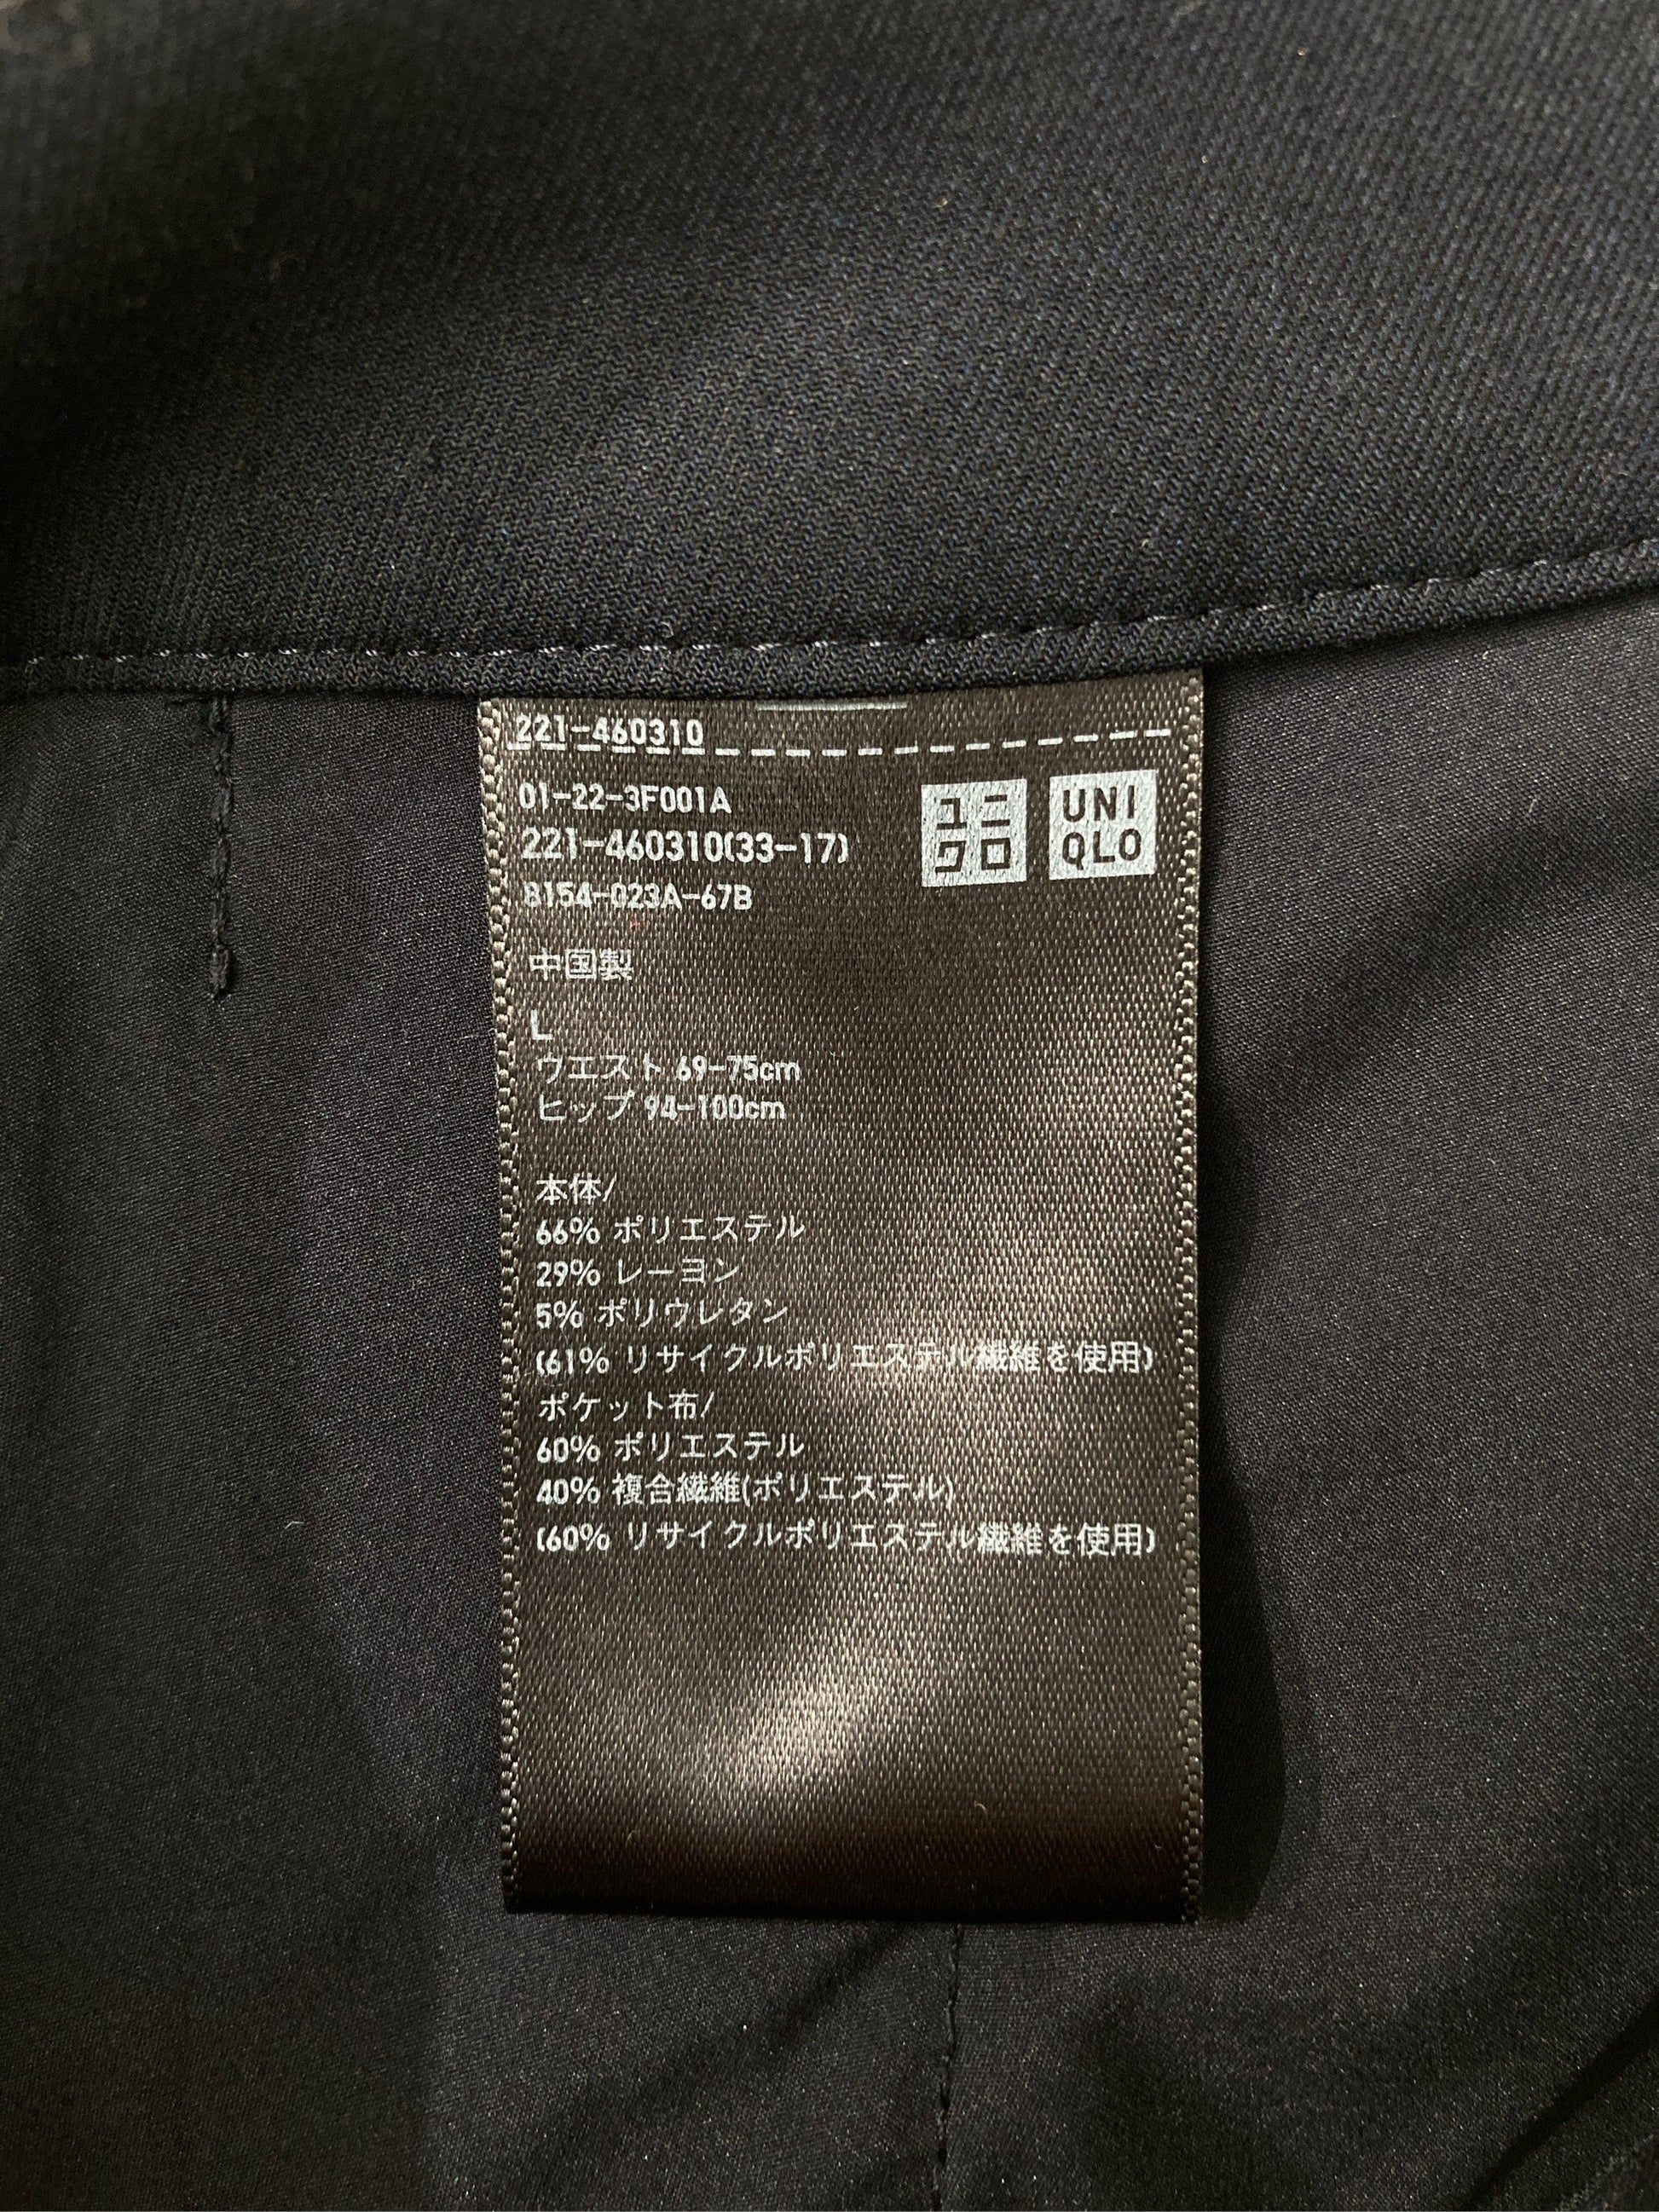 221-460310
01-22-3F001A
221-460310(33-17)
B154-023A-67B
ユニクロ
UNIQLO
中国製
L
ウエスト 69-75cm
ヒップ 94-100cm
本体/
66% ポリエステル
29% レーヨン
5% ポリウレタン
(61% リサイクルポリエステル繊維を使用)
ポケット布/
60% ポリエステル
40% 複合繊維(ポリエステル)
(60% リサイクルポリエステル繊維を使用)